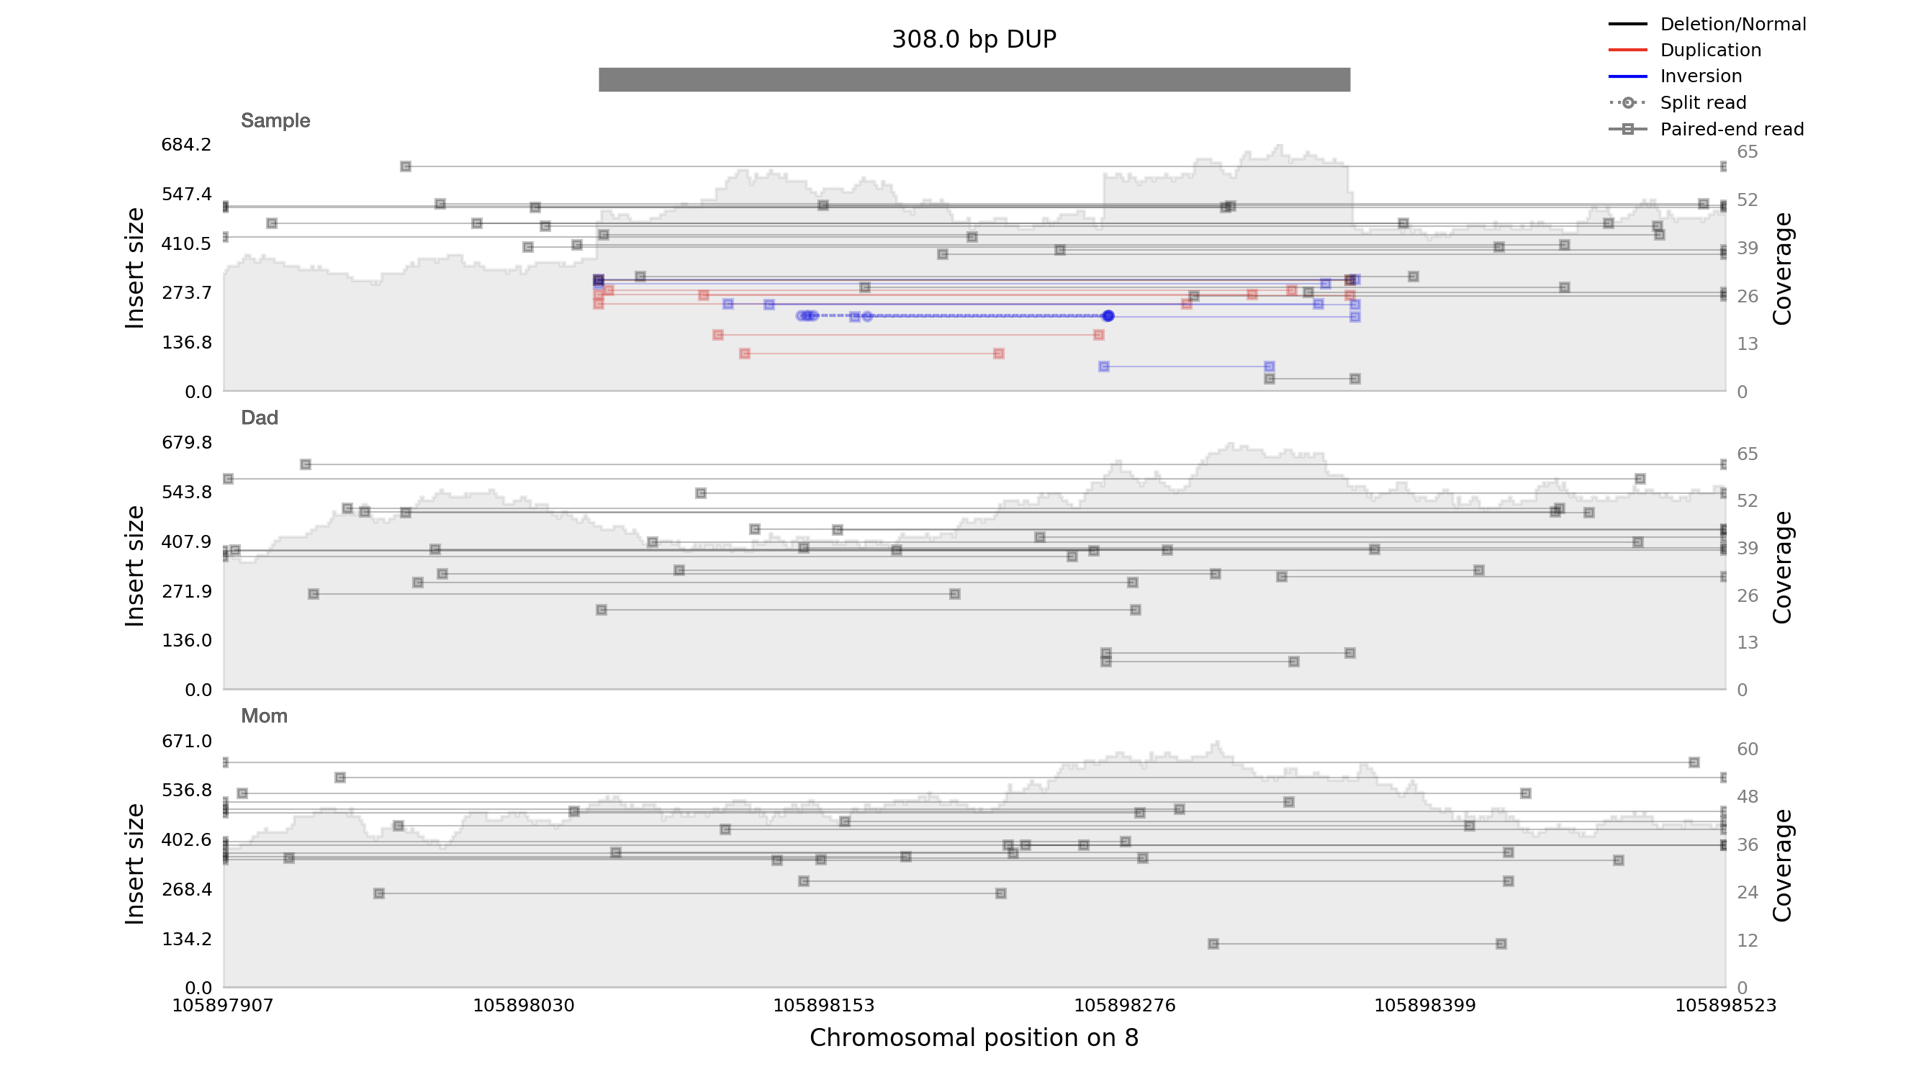 308.0 bp DUP
Deletion/Normal
Duplication
Inversion
Split read
Paired-end read
Sample
684.2
547.4
410.5
273.7
136.8
0.0
Insert size
65
52
39
26
13
0
Coverage
Dad
679.8
543.8
407.9
271.9
136.0
0.0
Insert size
65
52
39
26
13
0
Coverage
Mom
671.0
536.8
402.6
268.4
134.2
0.0
Insert size
60
48
36
24
12
0
Coverage
105897907 105898030 105898153 105898276 105898399 105898523
Chromosomal position on 8